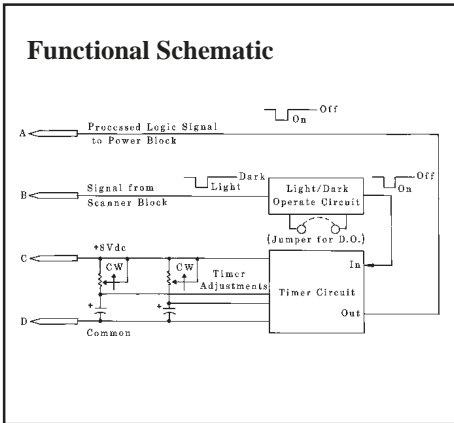 Functional Schematic
Off
On
A
Processed Logic Signal
to Power Block
Dark
Light
Off
On
B
Signal from
Scanner Block
Light/Dark
Operate Circuit
(Jumper for D.O.)
+8Vdc
C
CW
CW
Timer
Adjustments
In
Timer Circuit
Out
+
+
D
Common